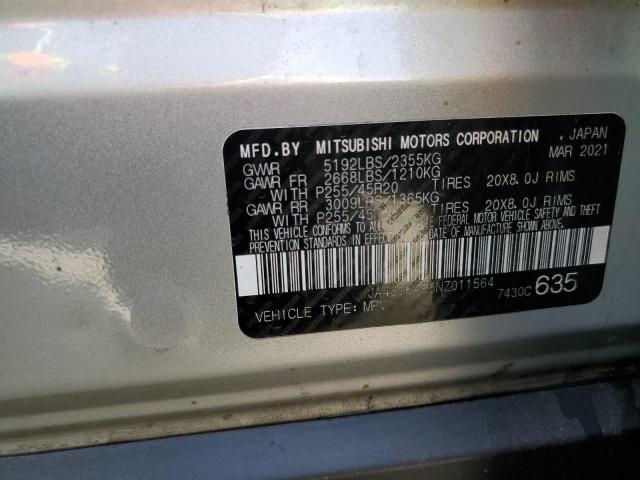 MFD.BY MITSUBISHI MOTORS CORPORATION , JAPAN
GVWR 5192LBS/2355KG MAR 2021
GAWR FR 2668LBS/1210KG
WITH P255/45R20 TIRES 20X8.0J RIMS
GAWR RR 3009LBS/1365KG
WITH TIRES 20X8.0J RIMS
THIS VEHICLE CONFORMS TO ALL FEDERAL MOTOR VEHICLE SAFETY AND THEFT
PREVENTION STANDARDS IN EFFECT DATE OF MANUFACTURE SHOWN ABOVE.
VEHICLE TYPE: 7430C 635